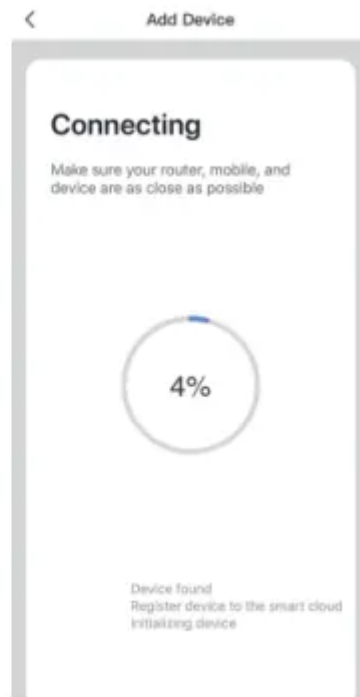 Add Device
Connecting
Make sure your router, mobile, and
device are as close as possible
4%
Device found
Register device to the smart cloud
Initializing device